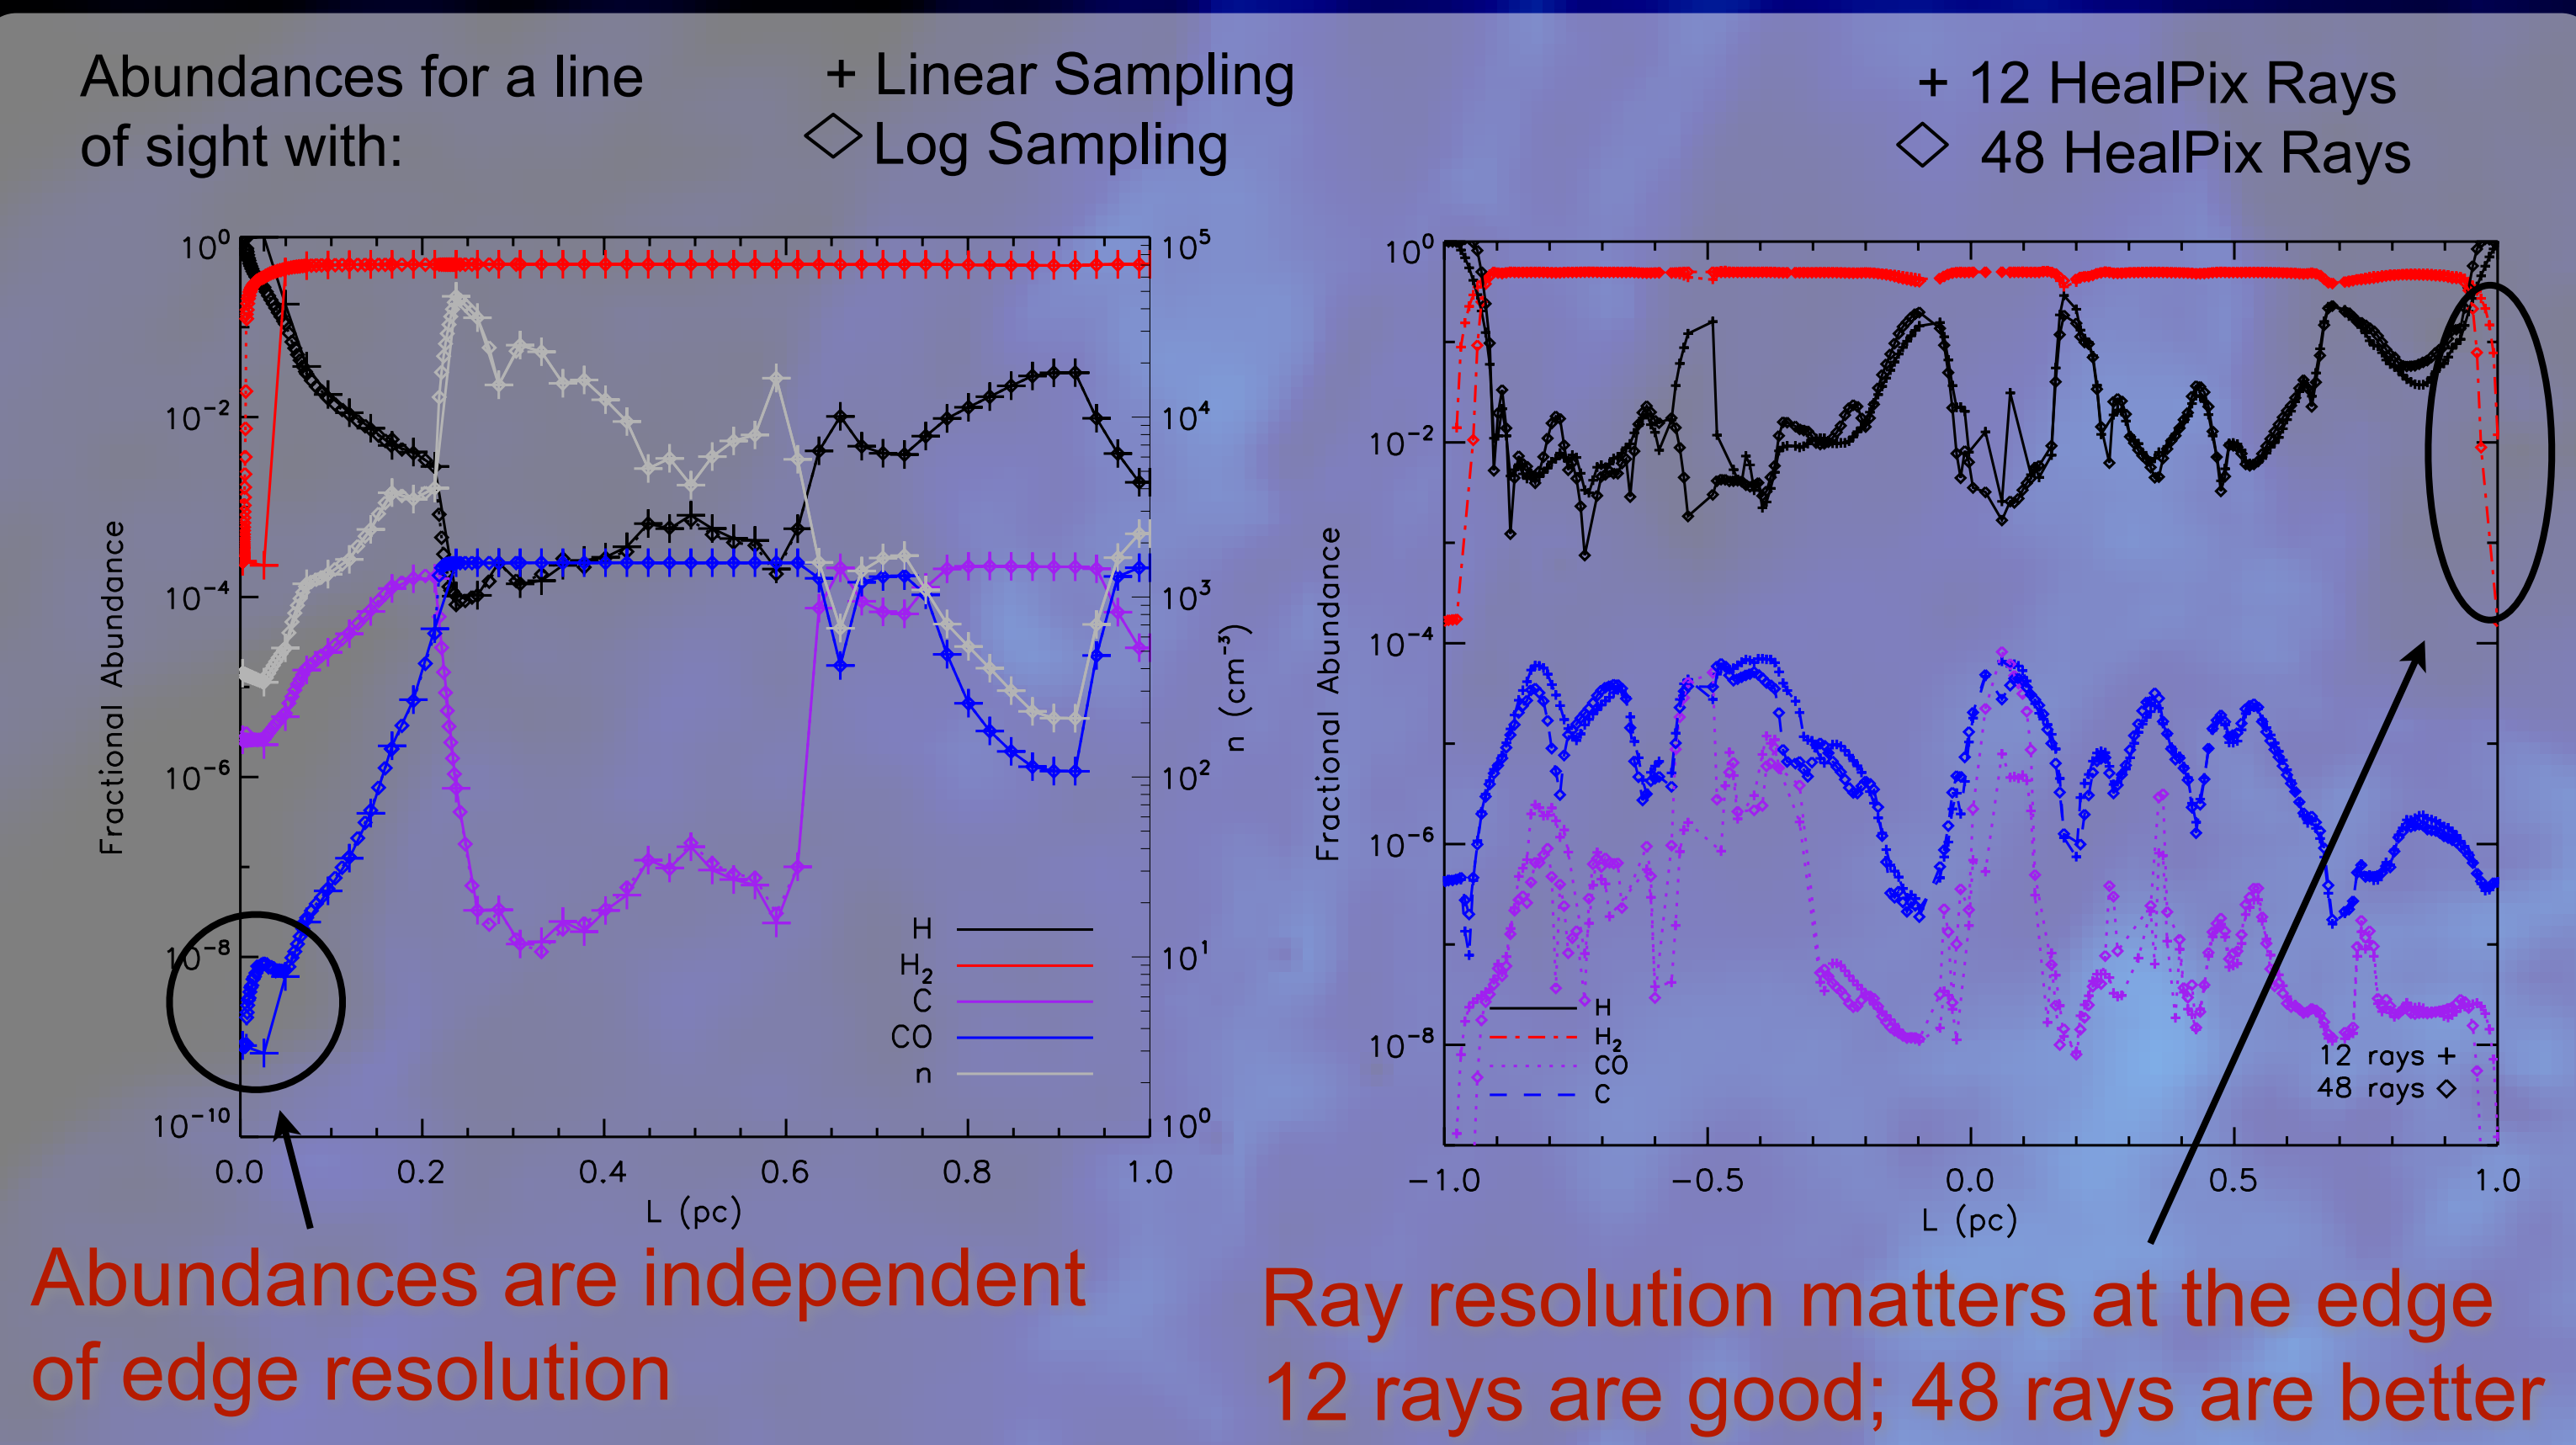 Abundances for a line
of sight with:
+ Linear Sampling
◇ Log Sampling
+ 12 HealPix Rays
◇ 48 HealPix Rays
10⁰
10⁻²
10⁻⁴
10⁻⁶
10⁻⁸
10⁻¹⁰
Fractional Abundance
10⁵
10⁴
10³
10²
10¹
10⁰
n (cm⁻³)
H
H₂
C
CO
n
0.0 0.2 0.4 0.6 0.8 1.0
L (pc)
10⁰
10⁻²
10⁻⁴
10⁻⁶
10⁻⁸
Fractional Abundance
H
H₂
CO
C
12 rays +
48 rays ◇
−1.0 −0.5 0.0 0.5 1.0
L (pc)
Abundances are independent
of edge resolution
Ray resolution matters at the edge
12 rays are good; 48 rays are better